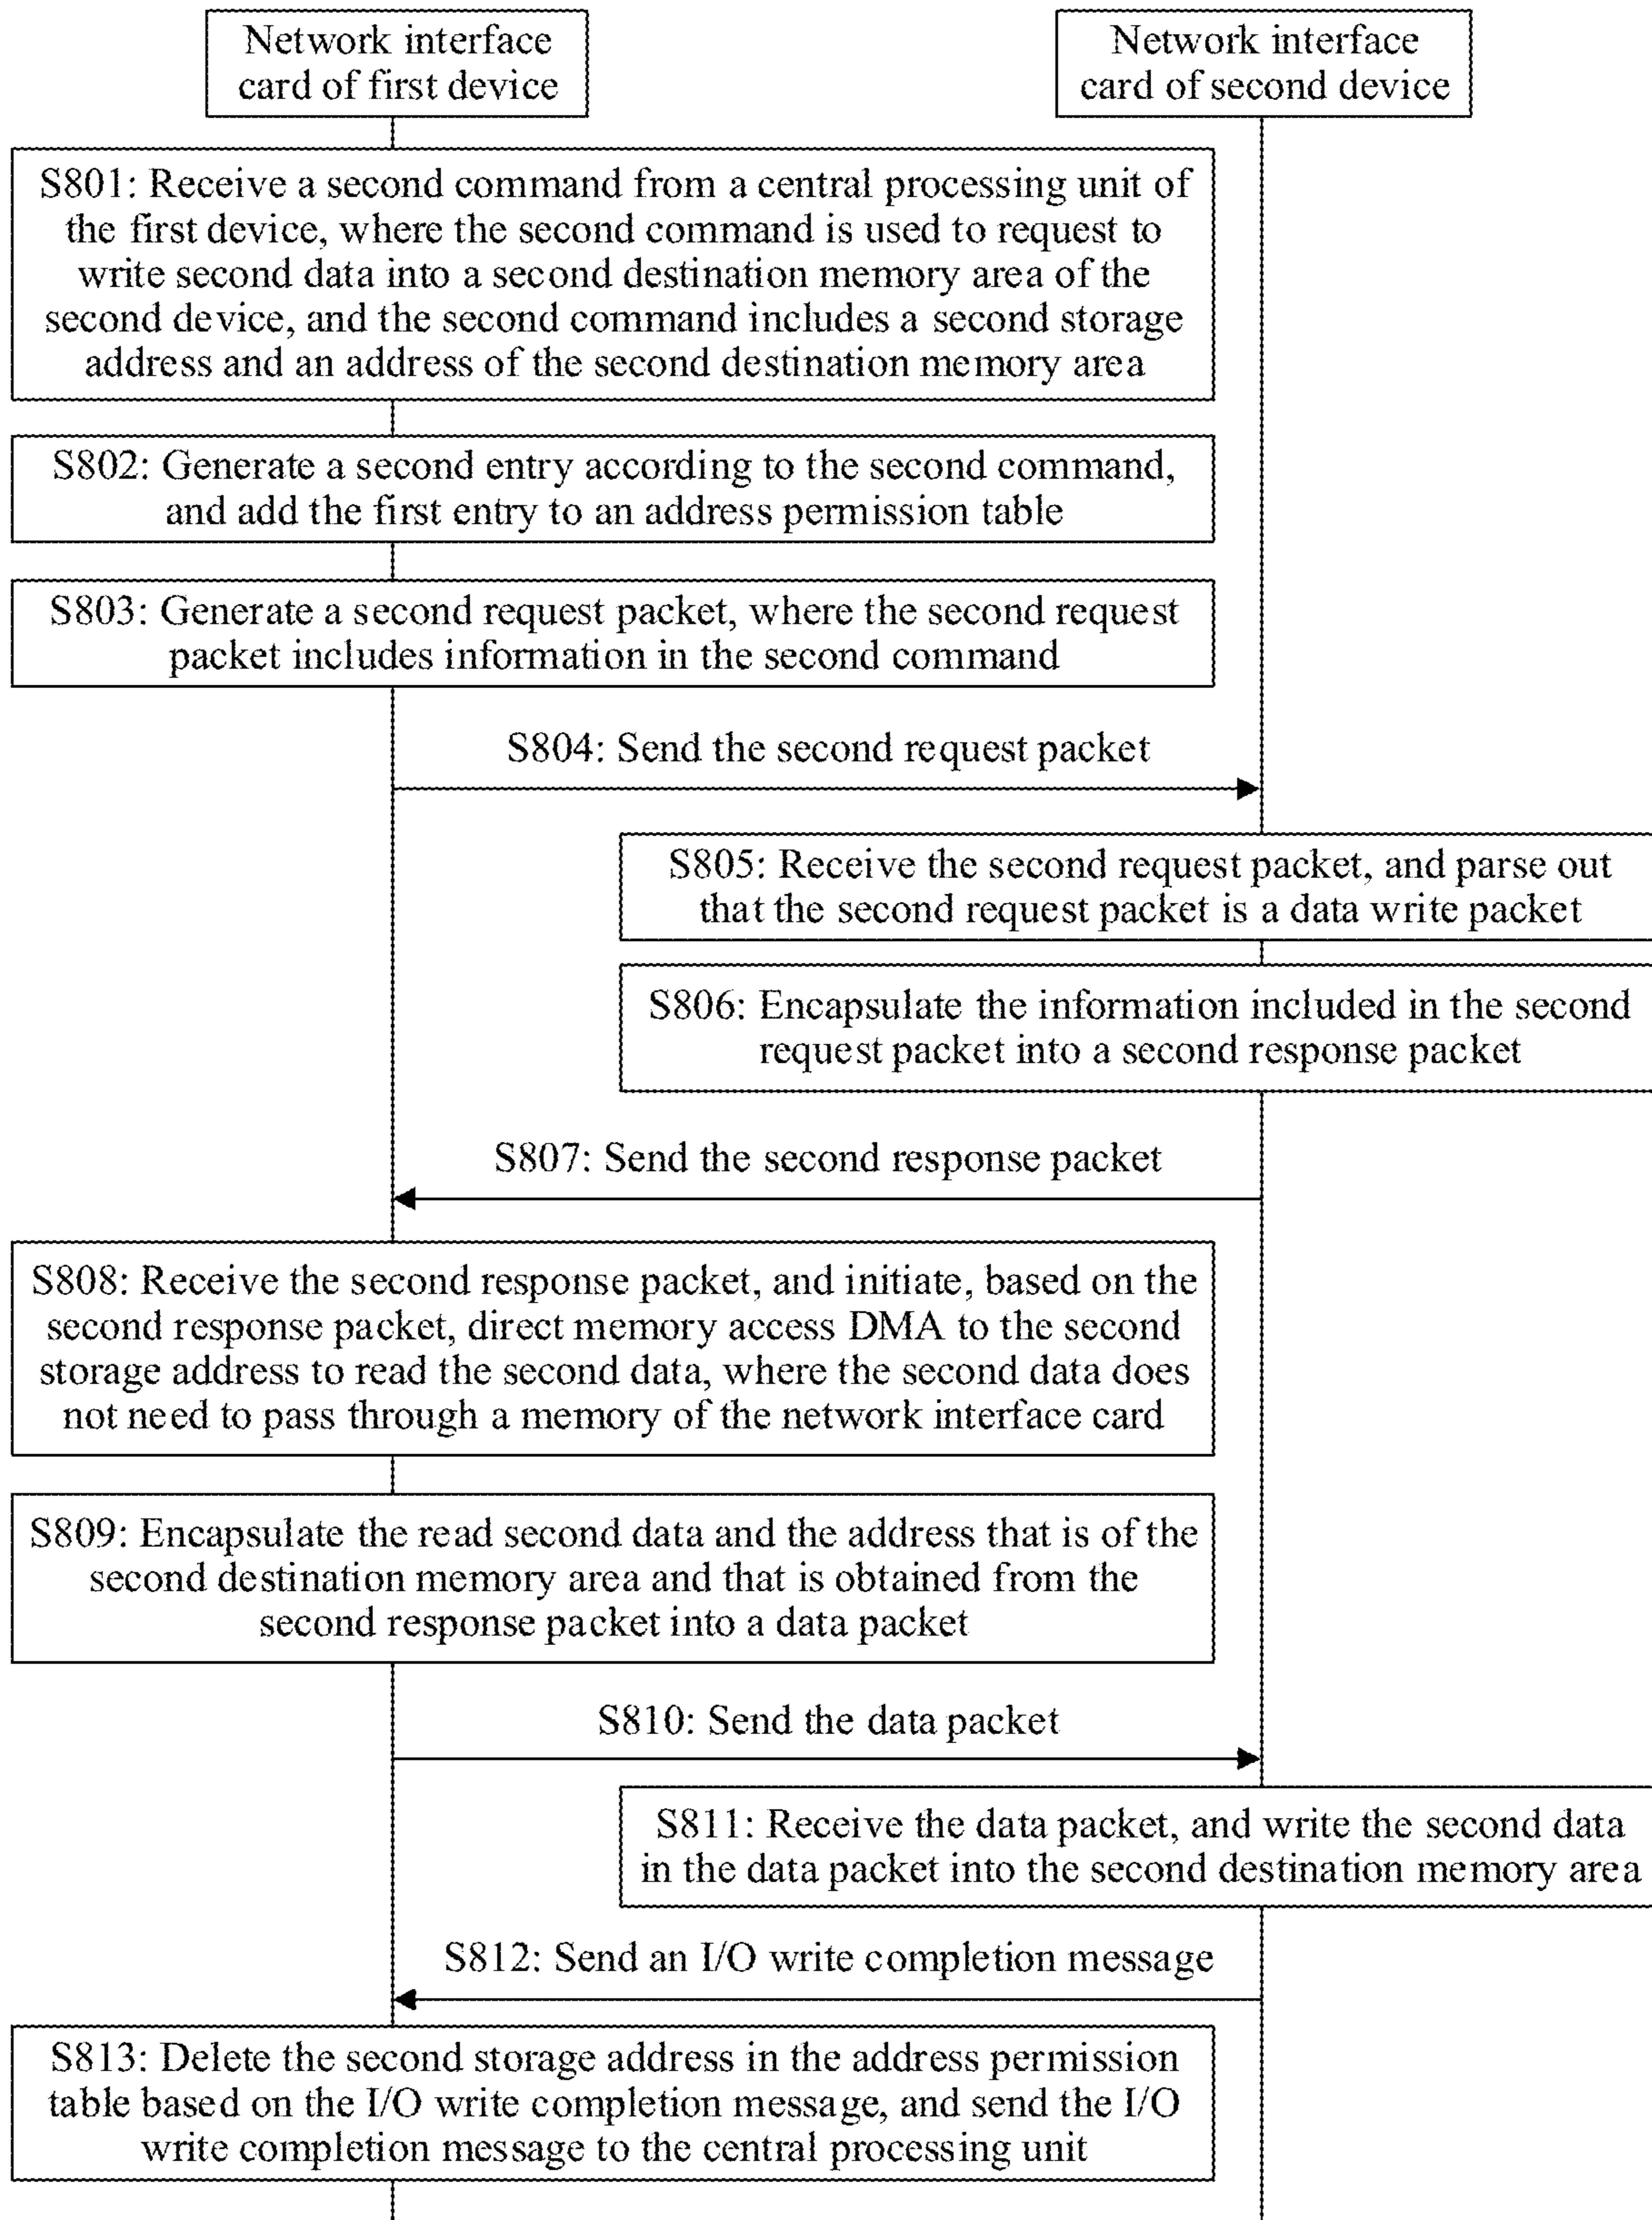 Network interface
card of first device
Network interface
card of second device
S801: Receive a second command from a central processing unit of
the first device, where the second command is used to request to
write second data into a second destination memory area of the
second device, and the second command includes a second storage
address and an address of the second destination memory area
S802: Generate a second entry according to the second command,
and add the first entry to an address permission table
S803: Generate a second request packet, where the second request
packet includes information in the second command
S804: Send the second request packet
S805: Receive the second request packet, and parse out
that the second request packet is a data write packet
S806: Encapsulate the information included in the second
request packet into a second response packet
S807: Send the second response packet
S808: Receive the second response packet, and initiate, based on the
second response packet, direct memory access DMA to the second
storage address to read the second data, where the second data does
not need to pass through a memory of the network interface card
S809: Encapsulate the read second data and the address that is of the
second destination memory area and that is obtained from the
second response packet into a data packet
S810: Send the data packet
S811: Receive the data packet, and write the second data
in the data packet into the second destination memory area
S812: Send an I/O write completion message
S813: Delete the second storage address in the address permission
table based on the I/O write completion message, and send the I/O
write completion message to the central processing unit